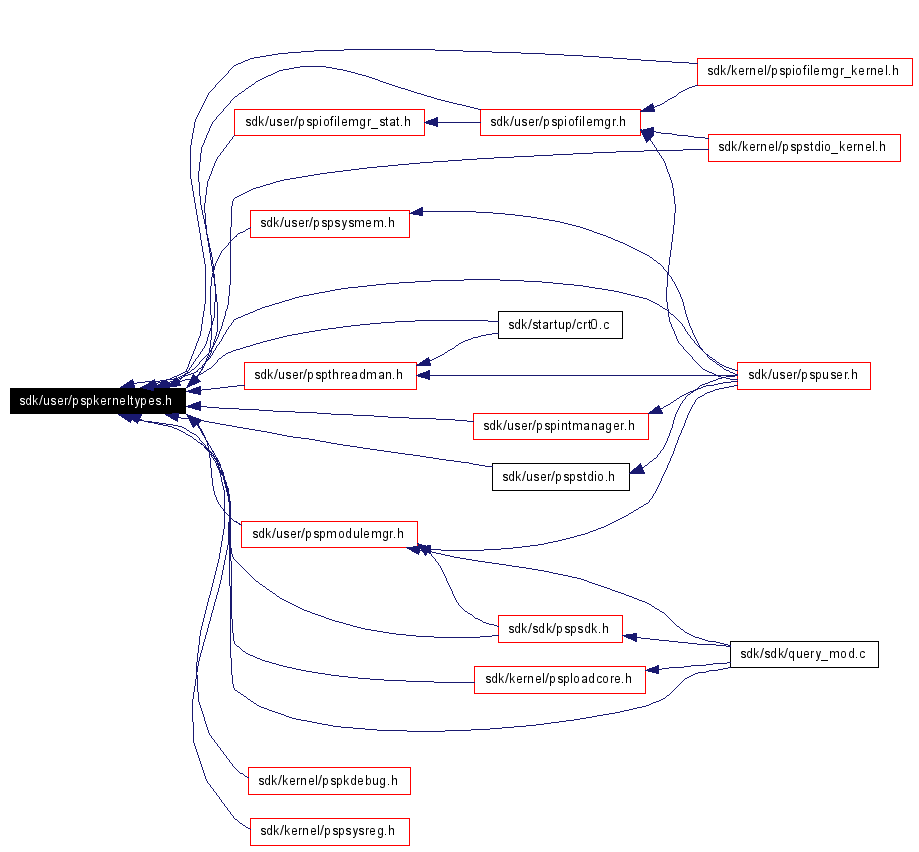 sdk/kernel/pspiofilemgr_kernel.h
sdk/user/pspiofilemgr_stat.h
sdk/user/pspiofilemgr.h
sdk/kernel/pspstdio_kernel.h
sdk/user/pspsysmem.h
sdk/startup/crt0.c
sdk/user/pspthreadman.h
sdk/user/pspuser.h
sdk/user/pspkerneltypes.h
sdk/user/pspintmanager.h
sdk/user/pspstdio.h
sdk/user/pspmodulemgr.h
sdk/sdk/pspsdk.h
sdk/sdk/query_mod.c
sdk/kernel/psploadcore.h
sdk/kernel/pspkdebug.h
sdk/kernel/pspsysreg.h